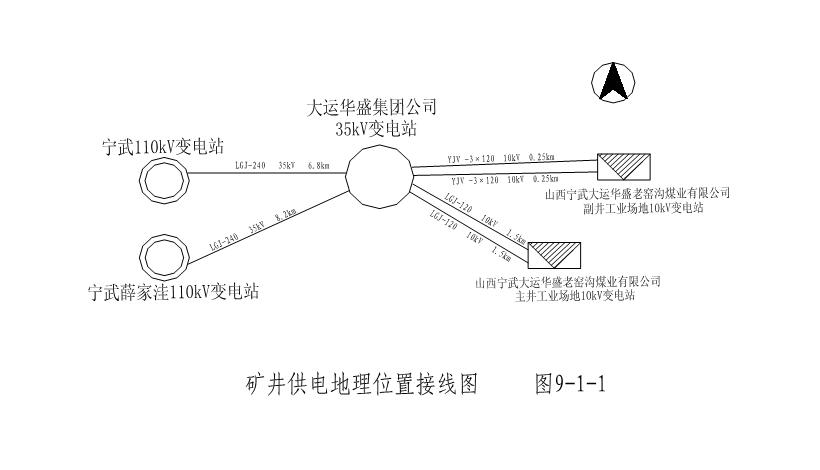 大运华盛集团公司
35kV变电站
宁武110kV变电站
LGJ-240 35kV 6.8km
YJV -3×120 10kV 0.25km
YJV -3×120 10kV 0.25km
山西宁武大运华盛老窑沟煤业有限公司
副井工业场地10kV变电站
LGJ-240 35kV 8.2km
LGJ-120 10kV 1.5km
LGJ-120 10kV 1.5km
宁武薛家洼110kV变电站
山西宁武大运华盛老窑沟煤业有限公司
主井工业场地10kV变电站
矿井供电地理位置接线图 图9-1-1